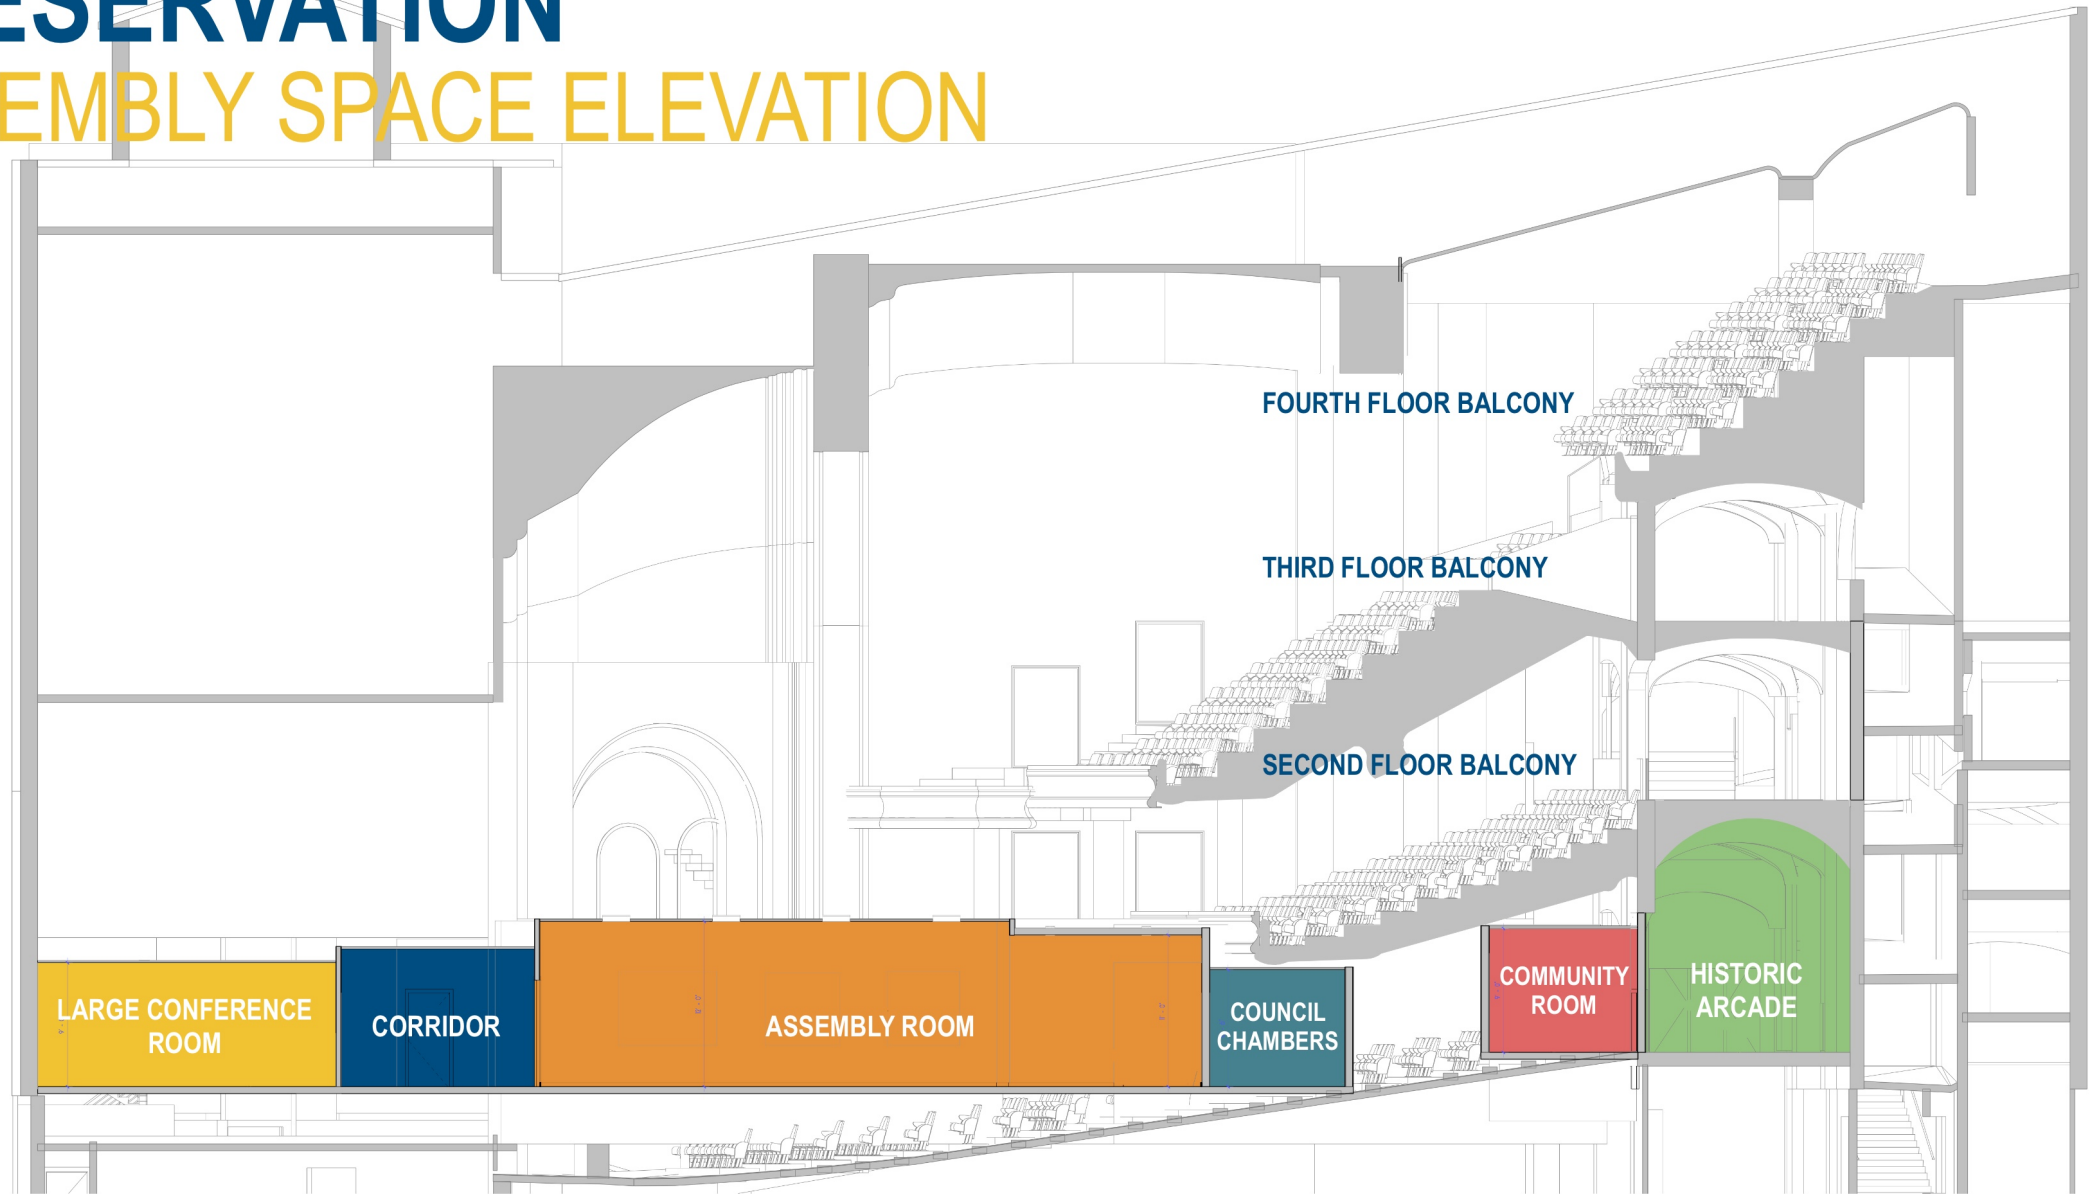 ESERVATION
EMBLY SPACE ELEVATION
FOURTH FLOOR BALCONY
THIRD FLOOR BALCONY
SECOND FLOOR BALCONY
LARGE CONFERENCE
ROOM
CORRIDOR
ASSEMBLY ROOM
COUNCIL
CHAMBERS
COMMUNITY
ROOM
HISTORIC
ARCADE